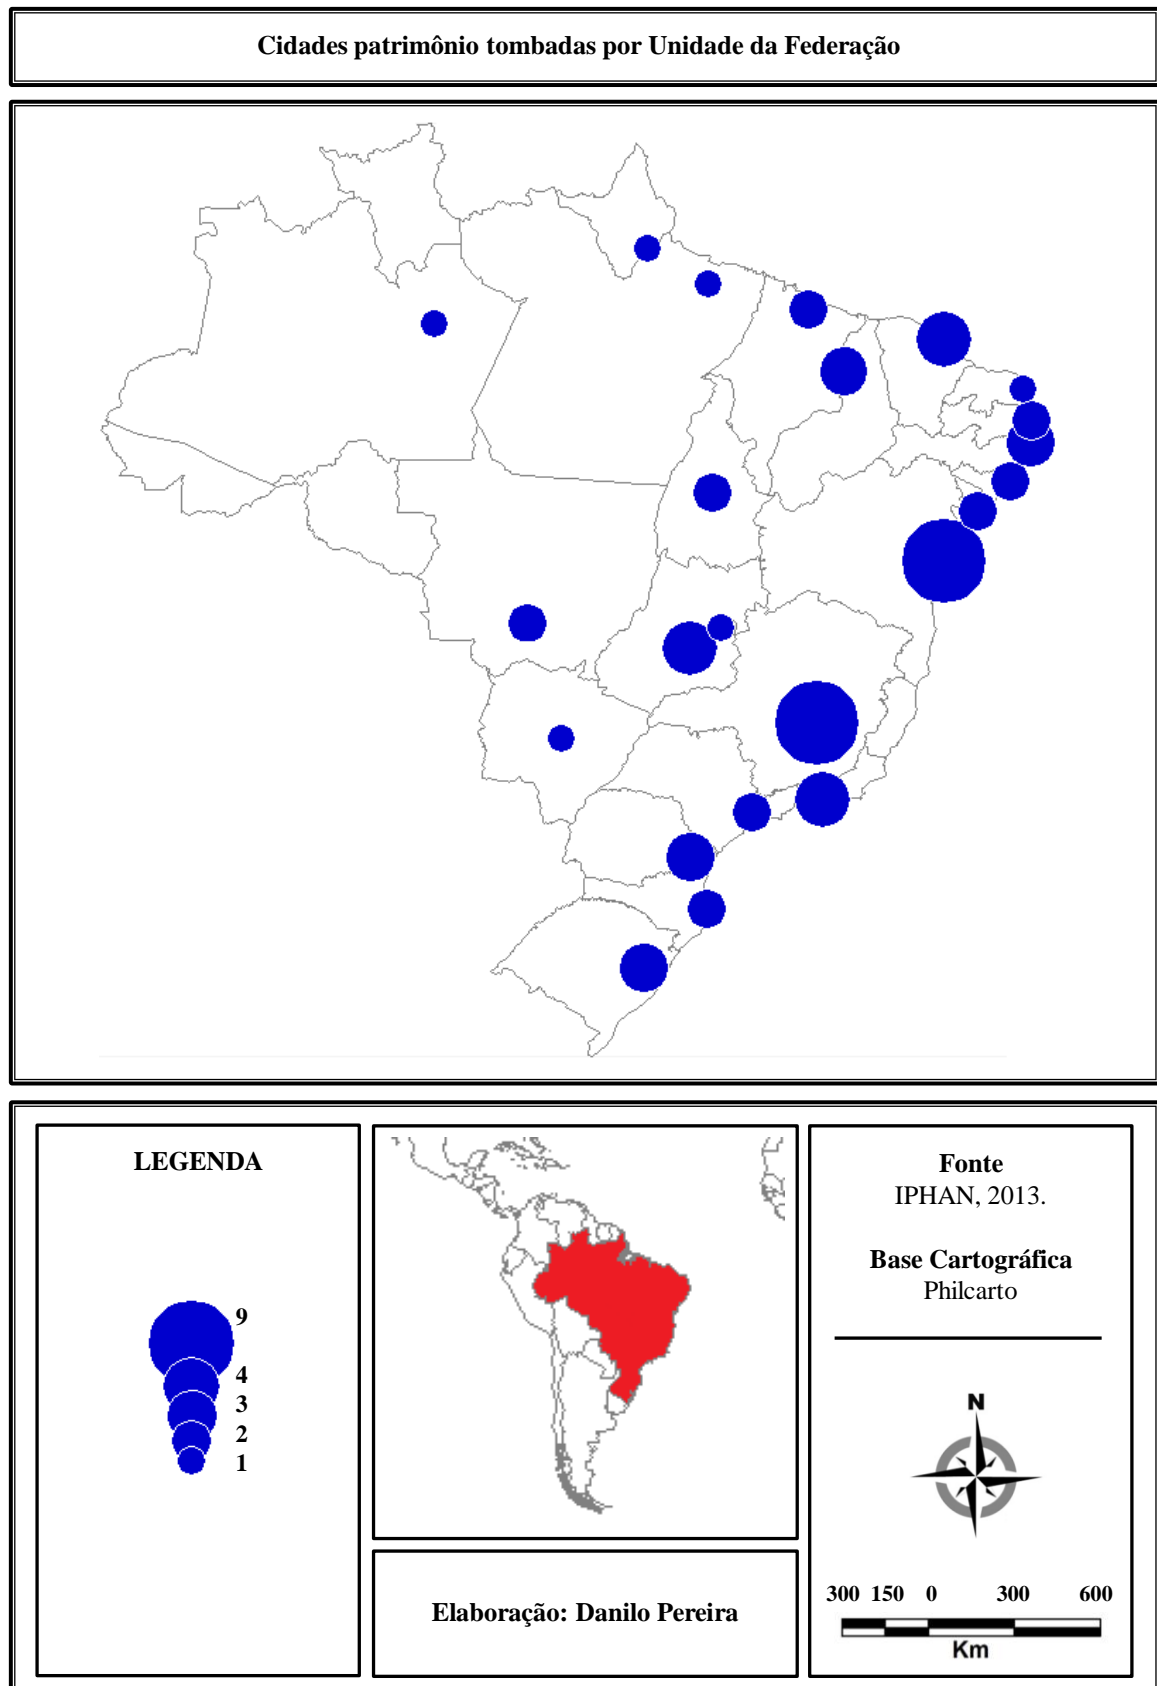 Cidades patrimônio tombadas por Unidade da Federação
LEGENDA
9
4
3
2
1
Elaboração: Danilo Pereira
Fonte
IPHAN, 2013.
Base Cartográfica
Philcarto
N
300 150 0 300 600
Km